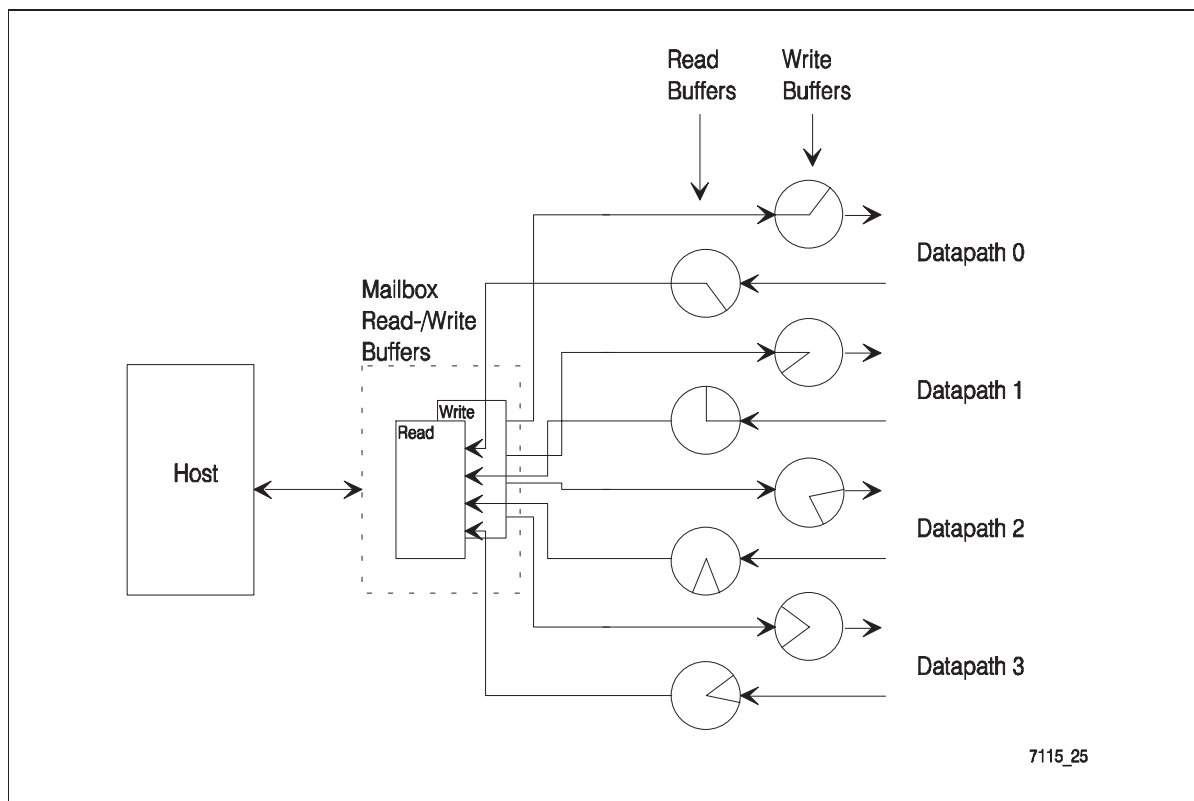 Read
Buffers
Write
Buffers
Datapath 0
Mailbox
Read-/Write
Buffers
Datapath 1
Write
Read
Host
Datapath 2
Datapath 3
7115_25